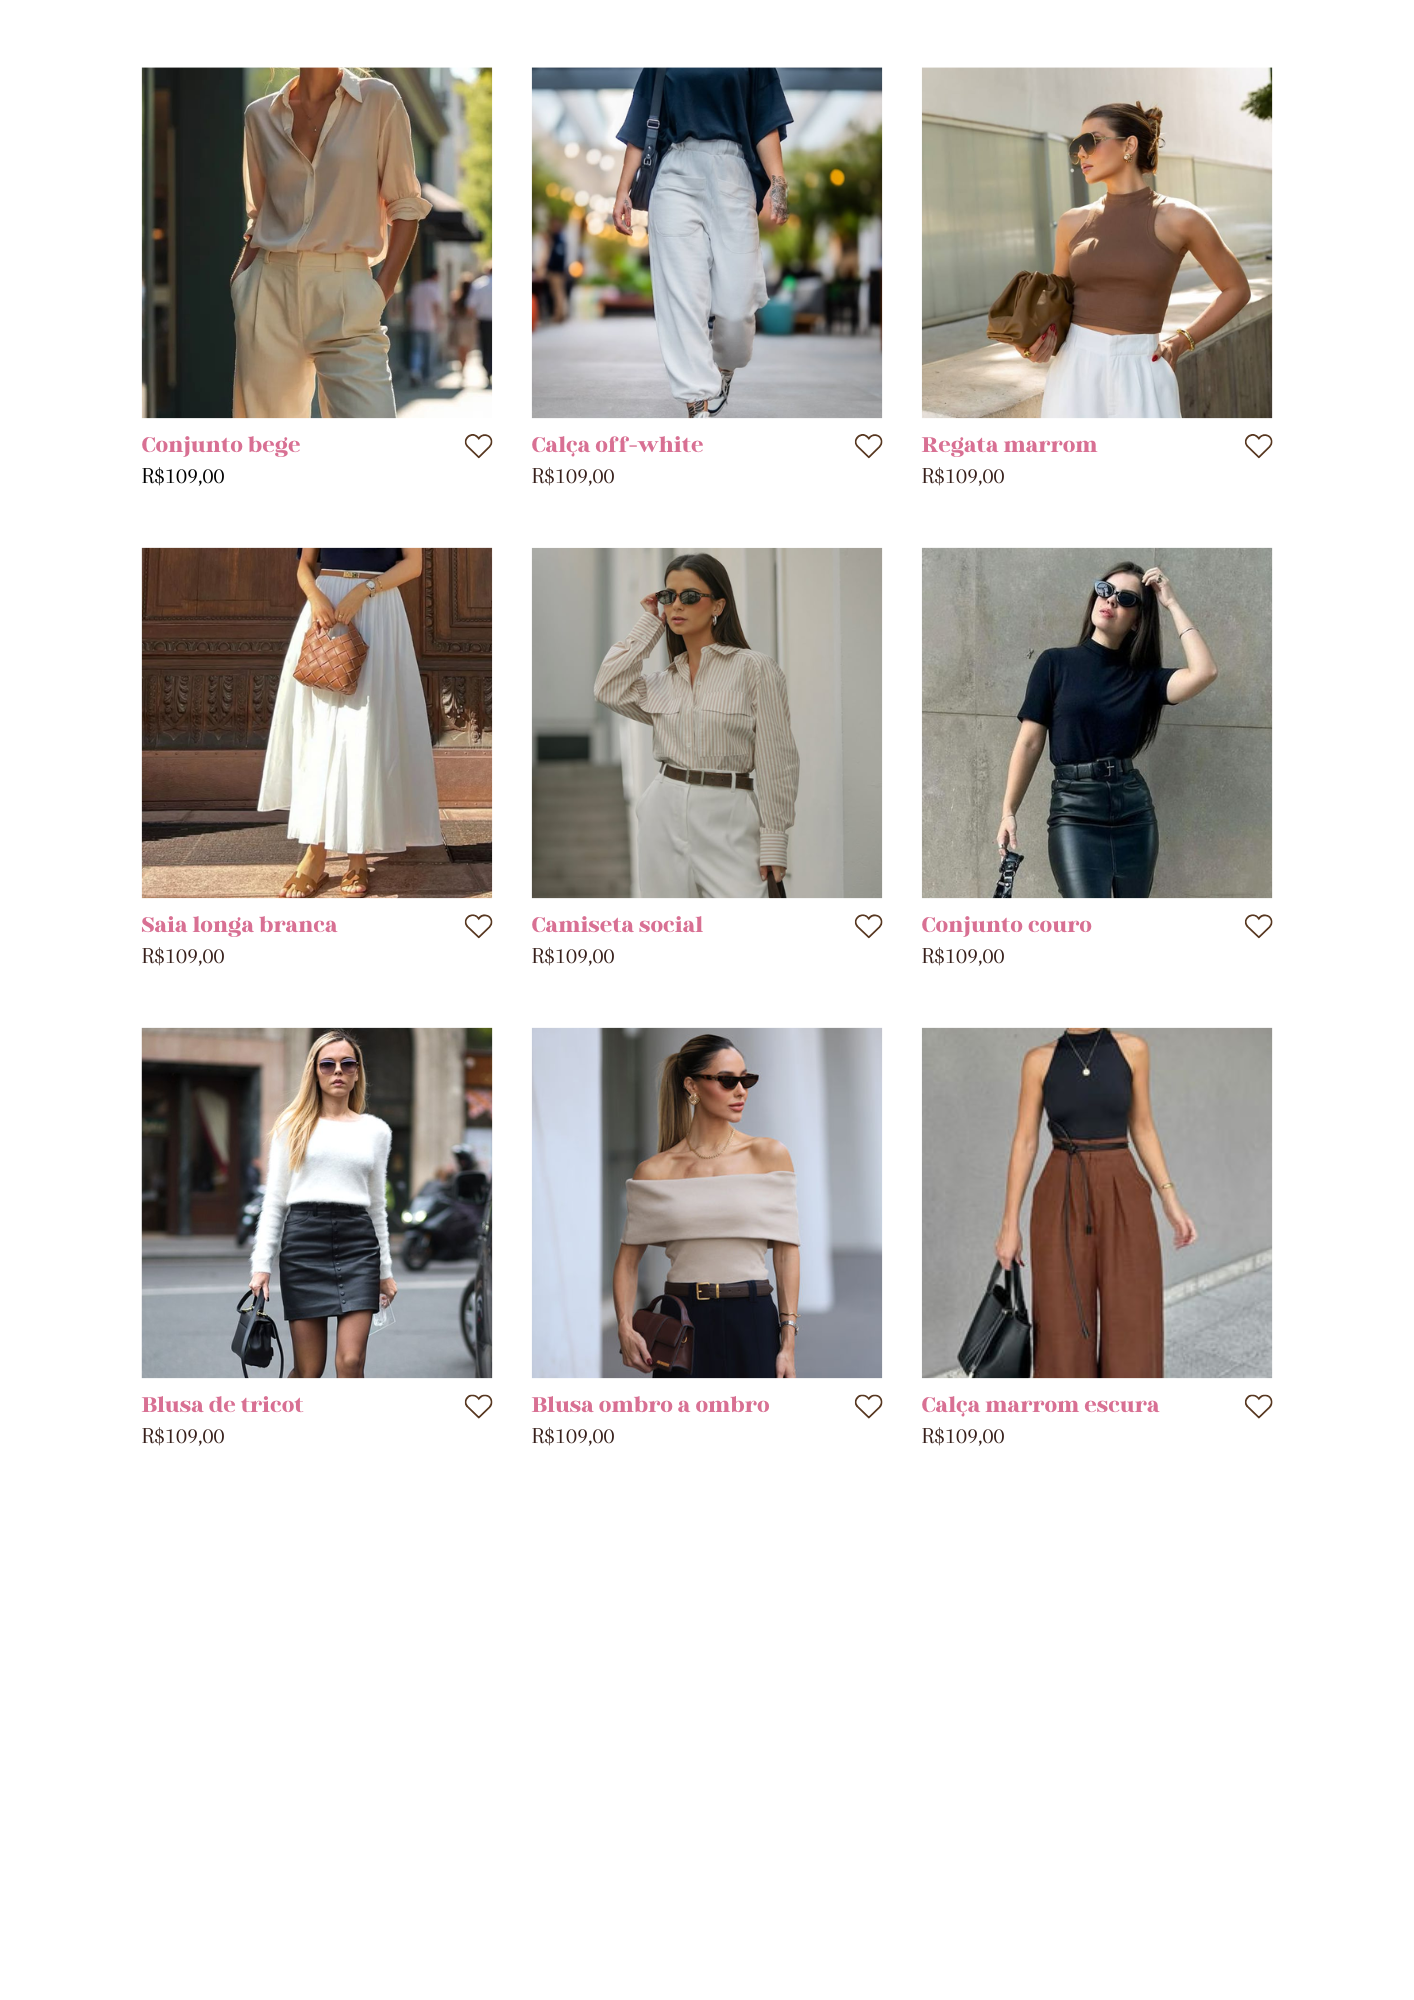 Conjunto bege
R$109,00
Calça off-white
R$109,00
Regata marrom
R$109,00
Saia longa branca
R$109,00
Camiseta social
R$109,00
Conjunto couro
R$109,00
Blusa de tricot
R$109,00
Blusa ombro a ombro
R$109,00
Calça marrom escura
R$109,00